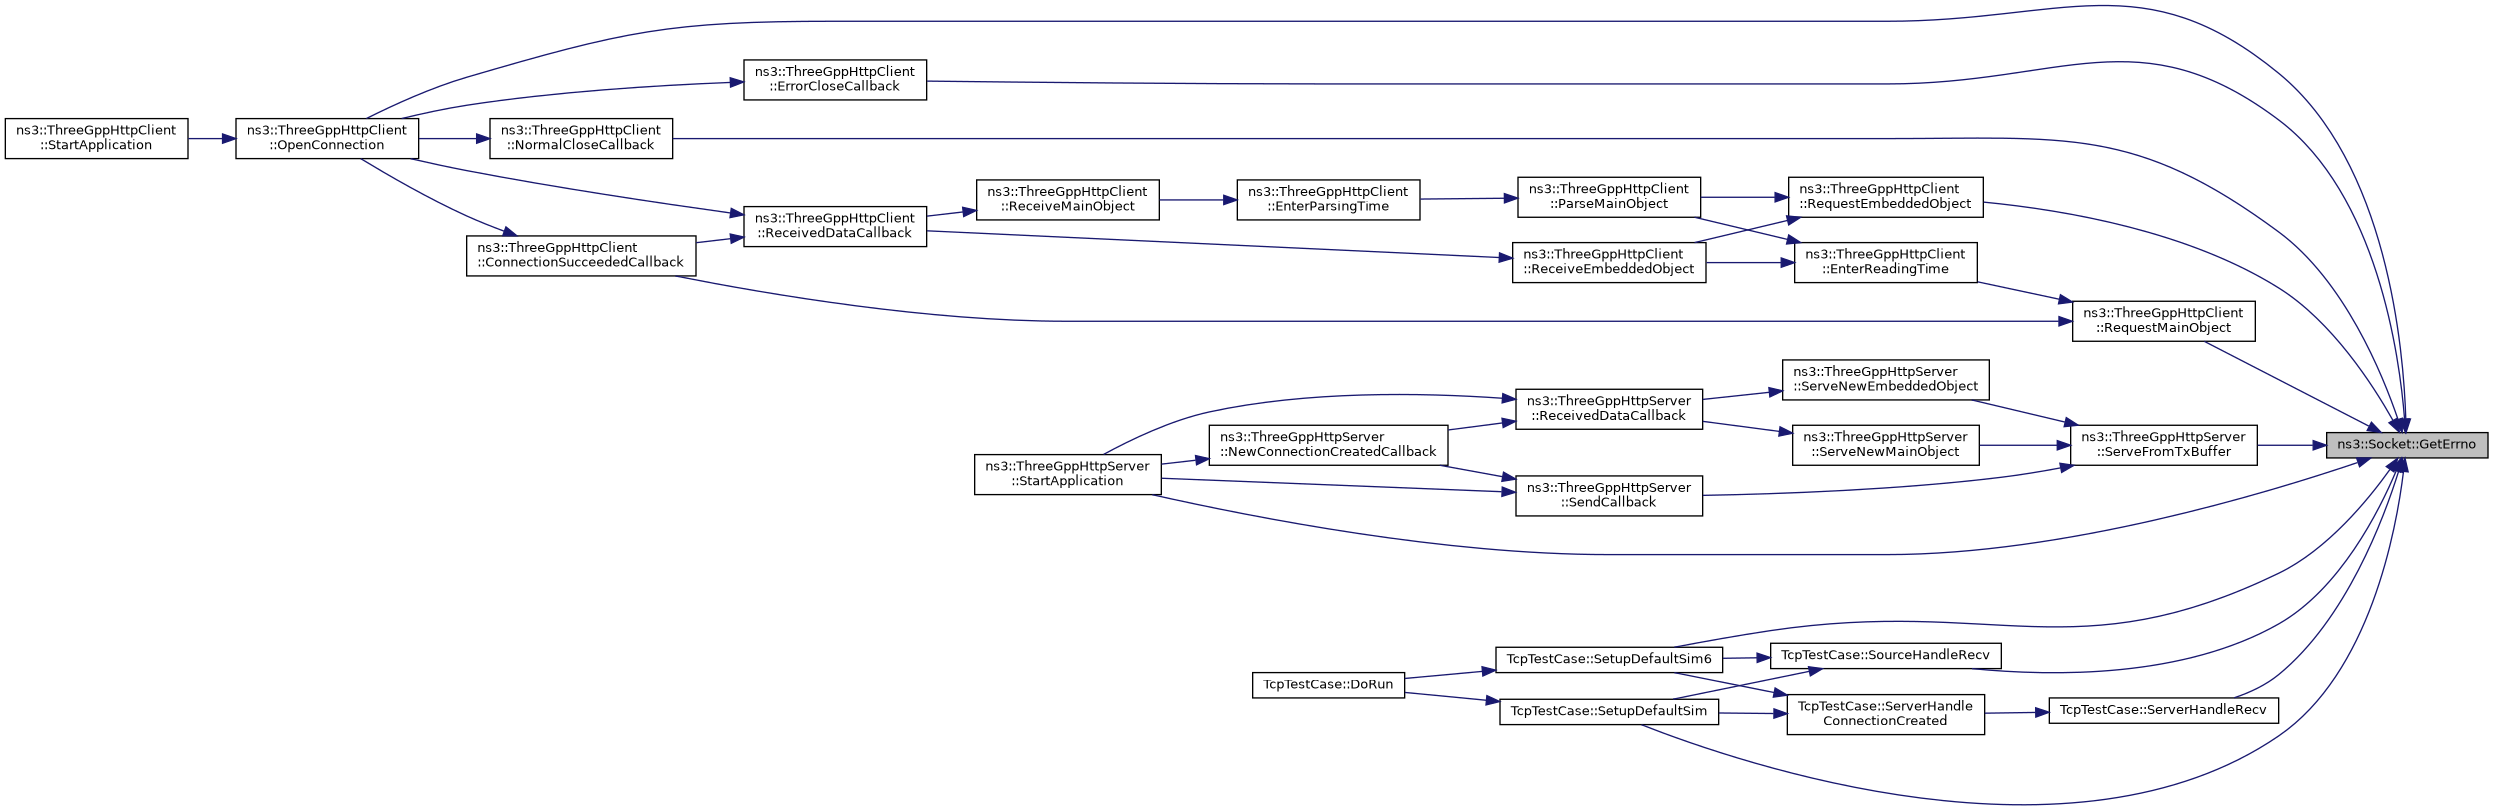 ns3::ThreeGppHttpClient
::StartApplication
ns3::ThreeGppHttpClient
::OpenConnection
ns3::ThreeGppHttpClient
::ErrorCloseCallback
ns3::ThreeGppHttpClient
::NormalCloseCallback
ns3::ThreeGppHttpClient
::ConnectionSucceededCallback
ns3::ThreeGppHttpClient
::ReceivedDataCallback
ns3::ThreeGppHttpClient
::ReceiveMainObject
ns3::ThreeGppHttpClient
::EnterParsingTime
ns3::ThreeGppHttpClient
::ParseMainObject
ns3::ThreeGppHttpClient
::RequestEmbeddedObject
ns3::ThreeGppHttpClient
::ReceiveEmbeddedObject
ns3::ThreeGppHttpClient
::EnterReadingTime
ns3::ThreeGppHttpClient
::RequestMainObject
ns3::ThreeGppHttpServer
::StartApplication
ns3::ThreeGppHttpServer
::NewConnectionCreatedCallback
ns3::ThreeGppHttpServer
::ReceivedDataCallback
ns3::ThreeGppHttpServer
::SendCallback
ns3::ThreeGppHttpServer
::ServeNewEmbeddedObject
ns3::ThreeGppHttpServer
::ServeNewMainObject
ns3::ThreeGppHttpServer
::ServeFromTxBuffer
ns3::Socket::GetErrno
TcpTestCase::DoRun
TcpTestCase::SetupDefaultSim6
TcpTestCase::SetupDefaultSim
TcpTestCase::SourceHandleRecv
TcpTestCase::ServerHandle
ConnectionCreated
TcpTestCase::ServerHandleRecv